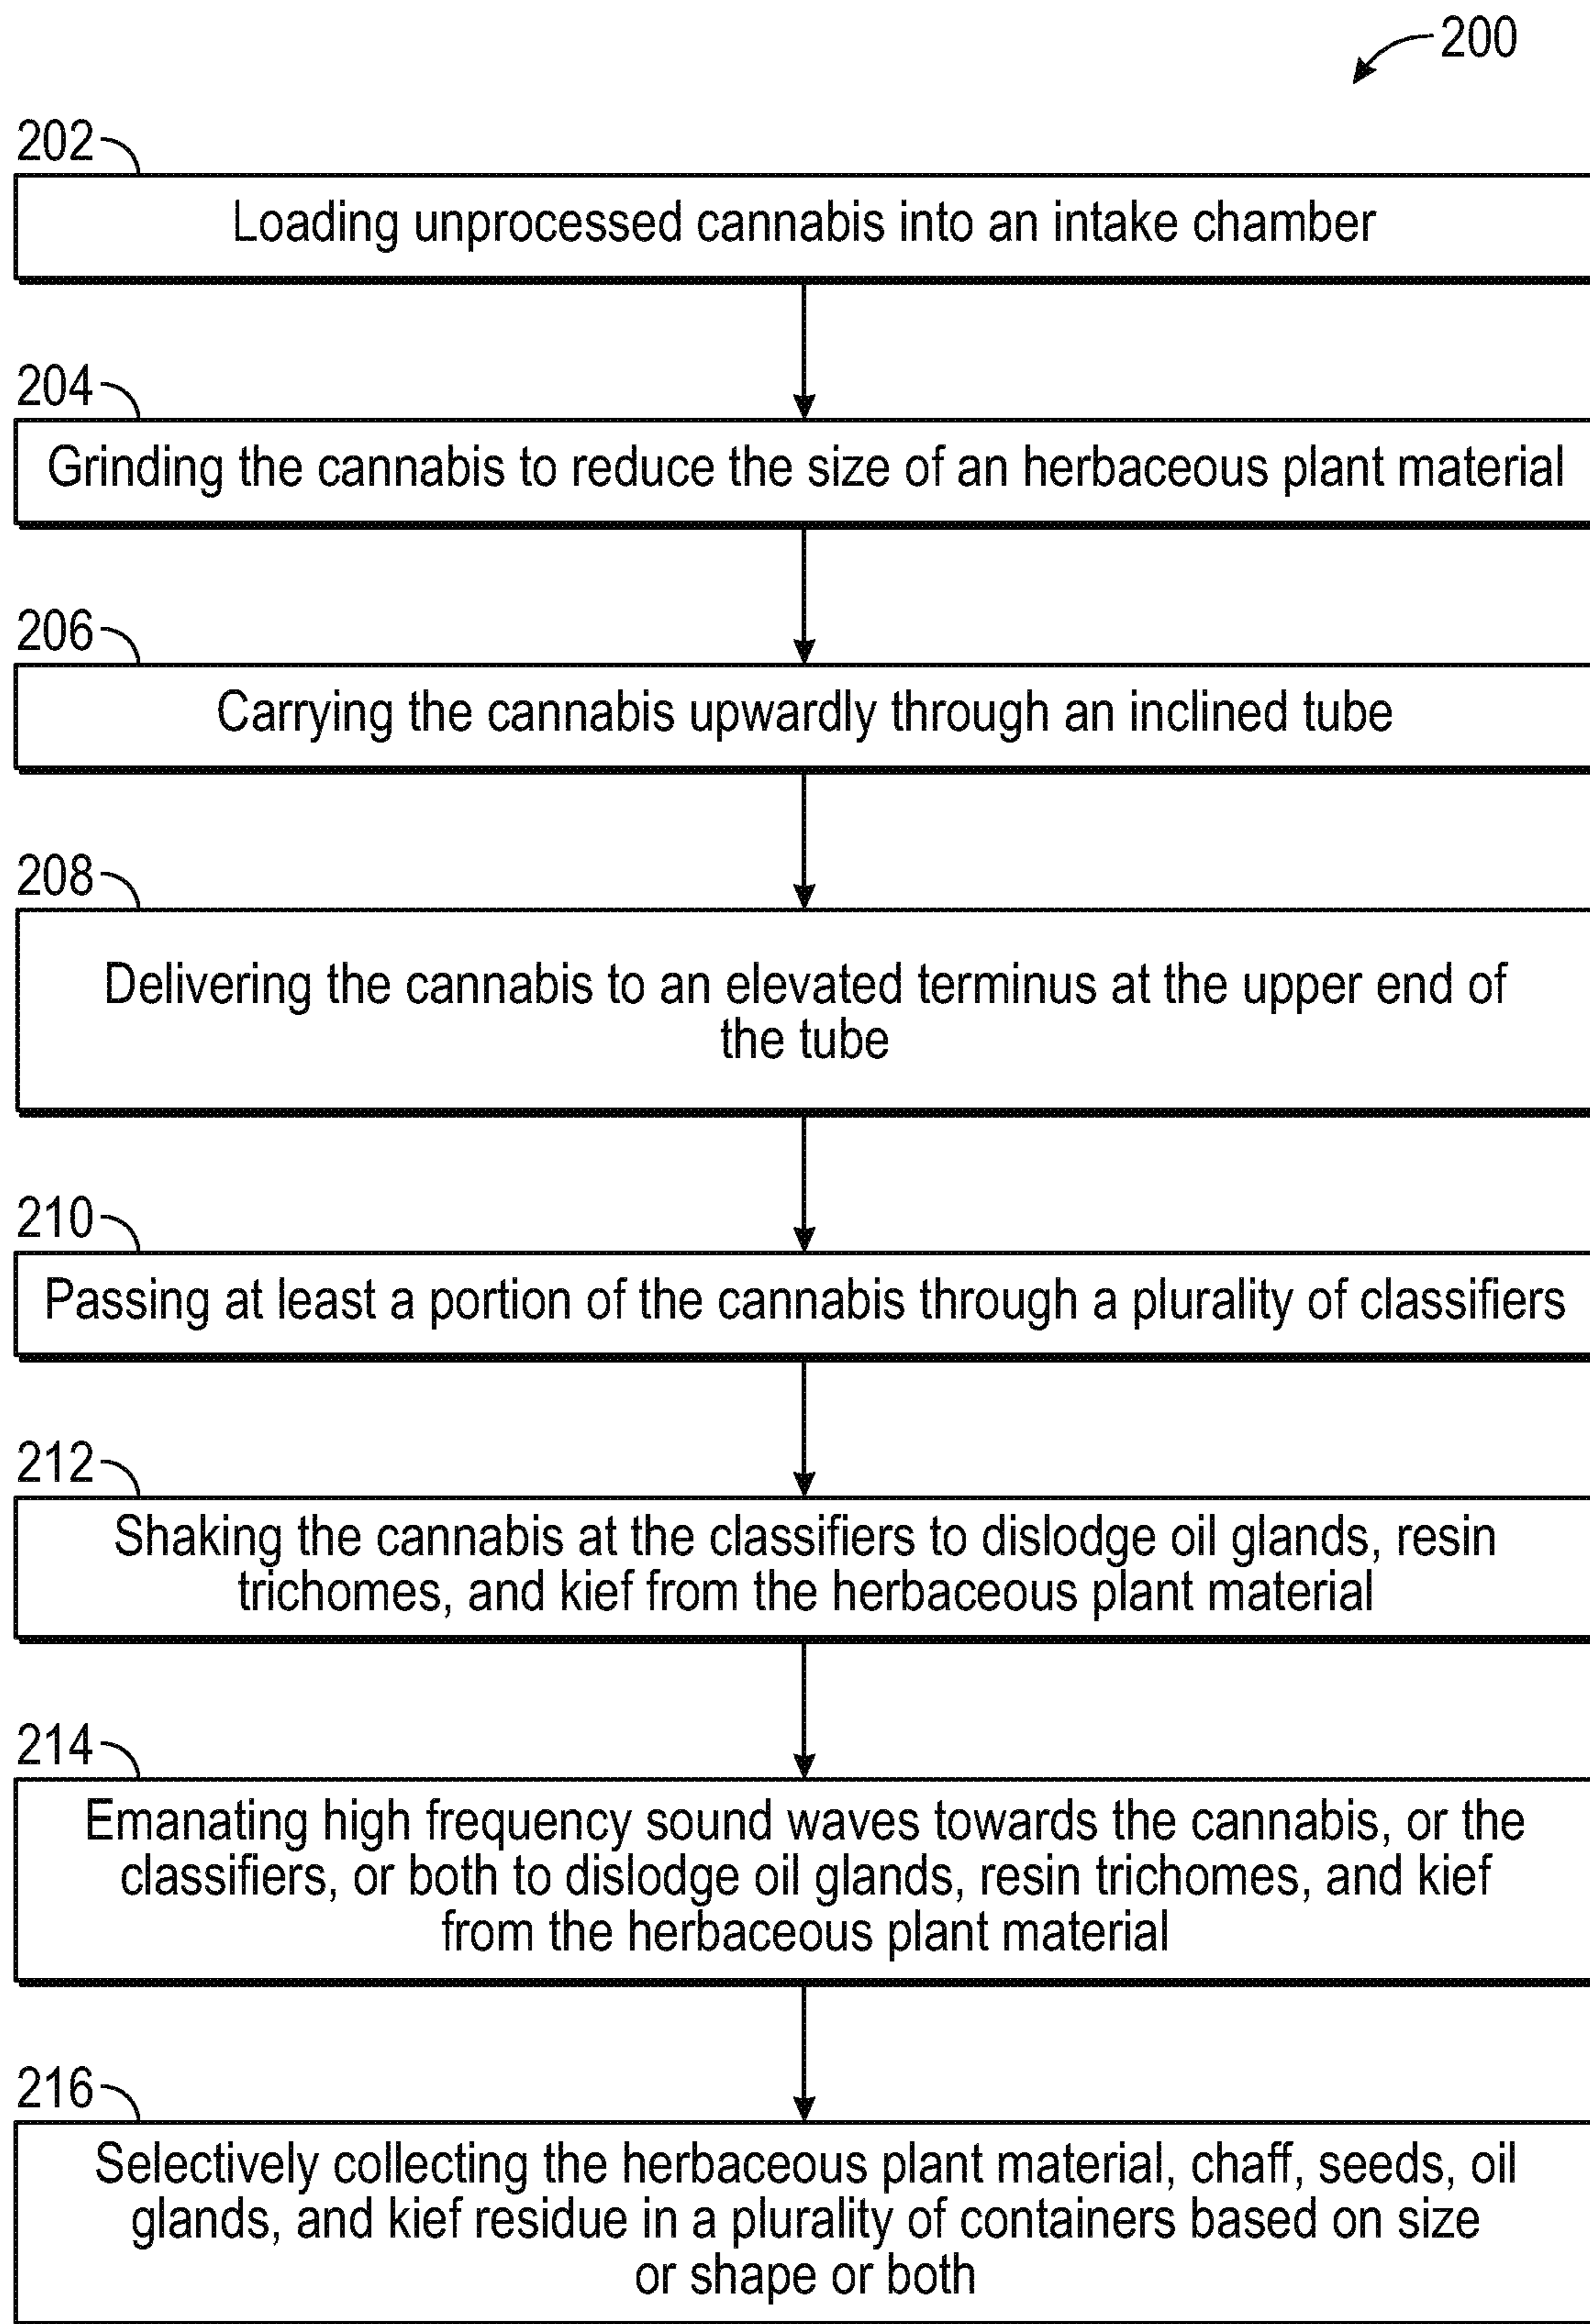 200
202
Loading unprocessed cannabis into an intake chamber
204
Grinding the cannabis to reduce the size of an herbaceous plant material
206
Carrying the cannabis upwardly through an inclined tube
208
Delivering the cannabis to an elevated terminus at the upper end of
the tube
210
Passing at least a portion of the cannabis through a plurality of classifiers
212
Shaking the cannabis at the classifiers to dislodge oil glands, resin
trichomes, and kief from the herbaceous plant material
214
Emanating high frequency sound waves towards the cannabis, or the
classifiers, or both to dislodge oil glands, resin trichomes, and kief
from the herbaceous plant material
216
Selectively collecting the herbaceous plant material, chaff, seeds, oil
glands, and kief residue in a plurality of containers based on size
or shape or both